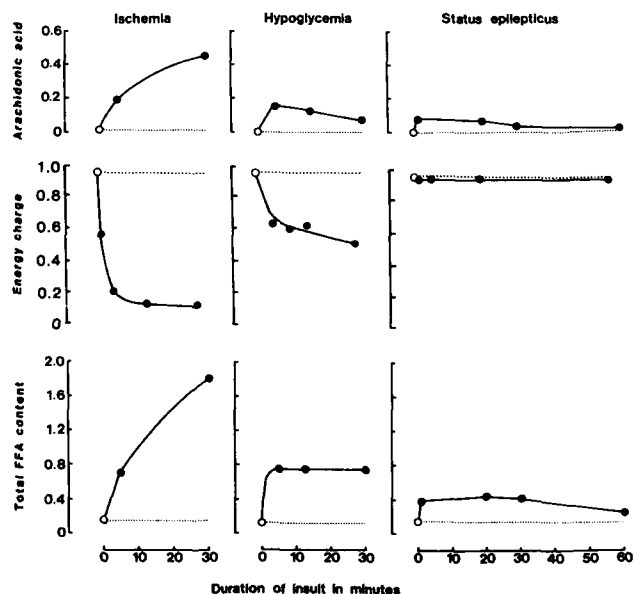 Ischemia Hypoglycemia Status epilepticus
Arachidonic acid
0.6
0.4
0.2
0
Energy charge
1.0
0.8
0.6
0.4
0.2
0
Total FFA content
2.0
1.6
1.2
0.8
0.4
0
0 10 20 30 0 10 20 30 0 10 20 30 40 50 60
Duration of insult in minutes